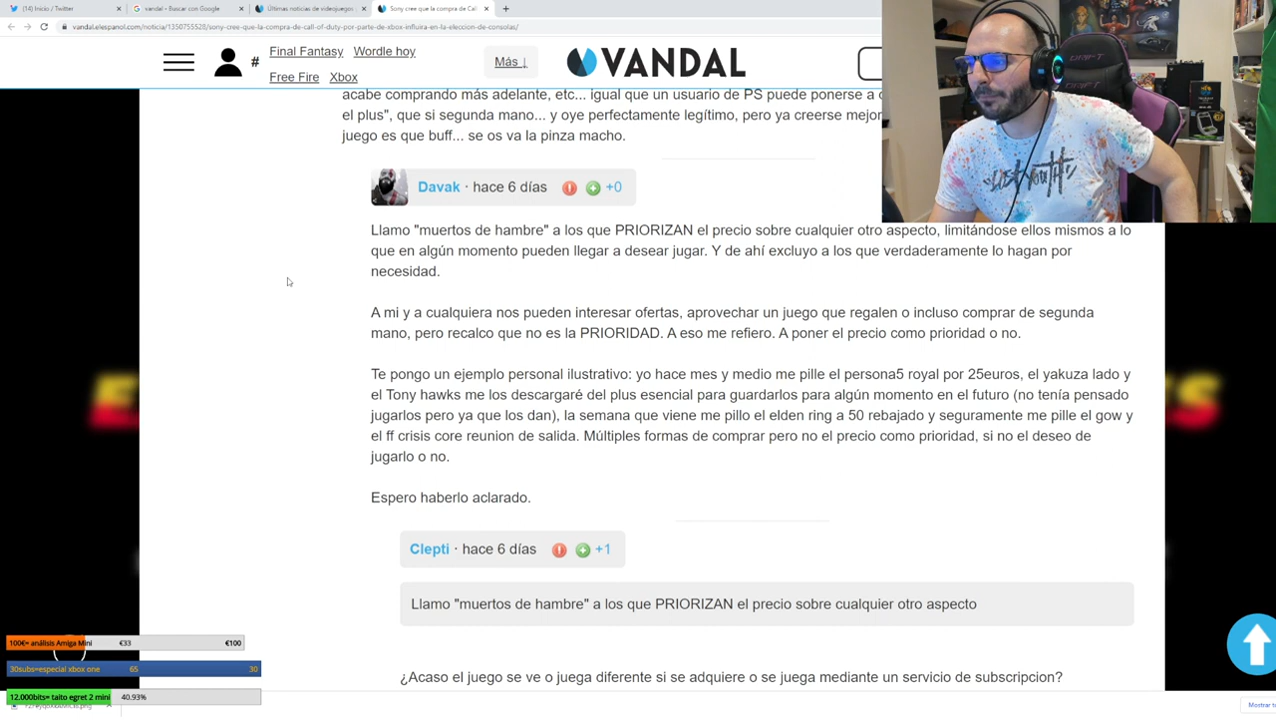 (14) Inicio / Twitter
vandal - Buscar con Google
Últimas noticias de videojuegos
Sony cree que la compra de Call
vandal.elespanol.com/noticia/1350755528/sony-cree-que-la-compra-de-call-of-duty-por-parte-de-xbox-influira-en-la-eleccion-de-consolas/
# Final Fantasy Wordle hoy
Free Fire Xbox
Más ↓
VANDAL
acabe comprando más adelante, etc... igual que un usuario de PS puede ponerse a
el plus", que si segunda mano... y oye perfectamente legítimo, pero ya creerse mejor
juego es que buff... se os va la pinza macho.
Davak · hace 6 días +0
Llamo "muertos de hambre" a los que PRIORIZAN el precio sobre cualquier otro aspecto, limitándose ellos mismos a lo
que en algún momento pueden llegar a desear jugar. Y de ahí excluyo a los que verdaderamente lo hagan por
necesidad.
A mi y a cualquiera nos pueden interesar ofertas, aprovechar un juego que regalen o incluso comprar de segunda
mano, pero recalco que no es la PRIORIDAD. A eso me refiero. A poner el precio como prioridad o no.
Te pongo un ejemplo personal ilustrativo: yo hace mes y medio me pille el persona5 royal por 25euros, el yakuza lado y
el Tony hawks me los descargaré del plus esencial para guardarlos para algún momento en el futuro (no tenía pensado
jugarlos pero ya que los dan), la semana que viene me pillo el elden ring a 50 rebajado y seguramente me pille el gow y
el ff crisis core reunion de salida. Múltiples formas de comprar pero no el precio como prioridad, si no el deseo de
jugarlo o no.
Espero haberlo aclarado.
Clepti · hace 6 días +1
Llamo "muertos de hambre" a los que PRIORIZAN el precio sobre cualquier otro aspecto
¿Acaso el juego se ve o juega diferente si se adquiere o se juega mediante un servicio de subscripcion?
100€= análisis Amiga Mini €33 €100
30subs=especial xbox one 65 30
12.000bits= taito egret 2 mini 40.93%
Mostrar to